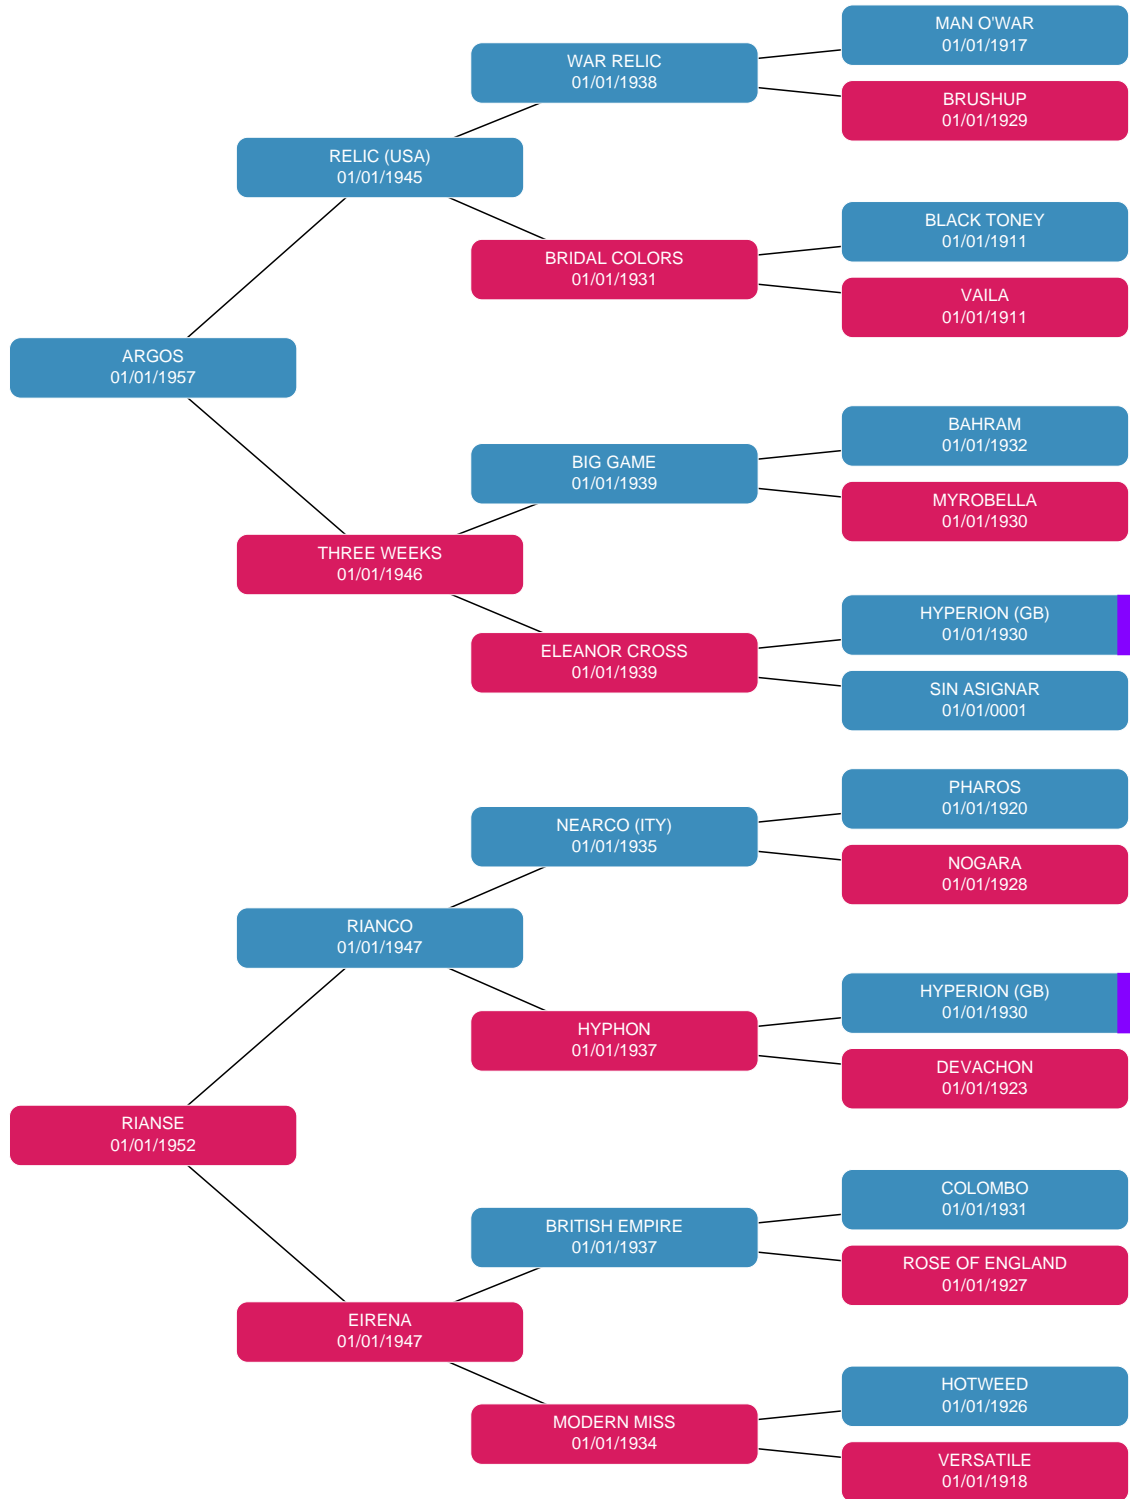 MAN O'WAR
01/01/1917
WAR RELIC
01/01/1938
BRUSHUP
01/01/1929
RELIC (USA)
01/01/1945
BLACK TONEY
01/01/1911
BRIDAL COLORS
01/01/1931
VAILA
01/01/1911
ARGOS
01/01/1957
BAHRAM
01/01/1932
BIG GAME
01/01/1939
MYROBELLA
01/01/1930
THREE WEEKS
01/01/1946
HYPERION (GB)
01/01/1930
ELEANOR CROSS
01/01/1939
SIN ASIGNAR
01/01/0001
PHAROS
01/01/1920
NEARCO (ITY)
01/01/1935
NOGARA
01/01/1928
RIANCO
01/01/1947
HYPERION (GB)
01/01/1930
HYPHON
01/01/1937
DEVACHON
01/01/1923
RIANSE
01/01/1952
COLOMBO
01/01/1931
BRITISH EMPIRE
01/01/1937
ROSE OF ENGLAND
01/01/1927
EIRENA
01/01/1947
HOTWEED
01/01/1926
MODERN MISS
01/01/1934
VERSATILE
01/01/1918